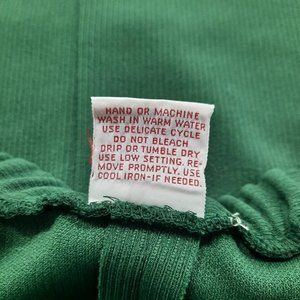 HAND OR MACHINE
WASH IN WARM WATER
USE DELICATE CYCLE
DO NOT BLEACH
DRIP OR TUMBLE DRY-
USE LOW SETTING. RE-
MOVE PROMPTLY. USE
COOL IRON-IF NEEDED.